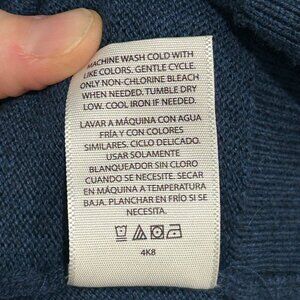 MACHINE WASH COLD WITH
LIKE COLORS. GENTLE CYCLE.
ONLY NON-CHLORINE BLEACH
WHEN NEEDED. TUMBLE DRY
LOW. COOL IRON IF NEEDED.
LAVAR A MÁQUINA CON AGUA
FRÍA Y CON COLORES
SIMILARES. CICLO DELICADO.
USAR SOLAMENTE
BLANQUEADOR SIN CLORO
CUANDO SE NECESITE. SECAR
EN MÁQUINA A TEMPERATURA
BAJA. PLANCHAR EN FRÍO SI SE
NECESITA.
4K8